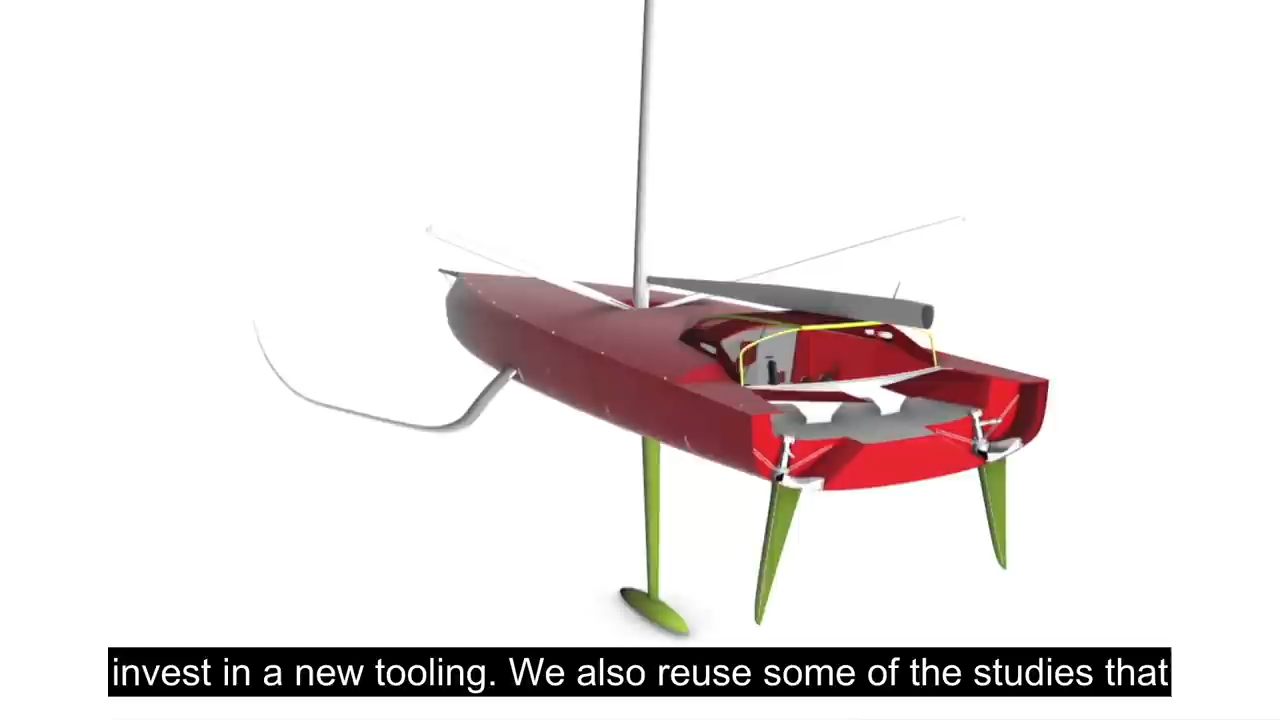 invest in a new tooling. We also reuse some of the studies that